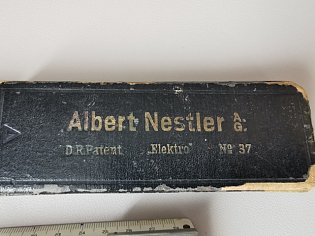 Albert Nestler A.G.
D.R.Patent „Elektro" No 37